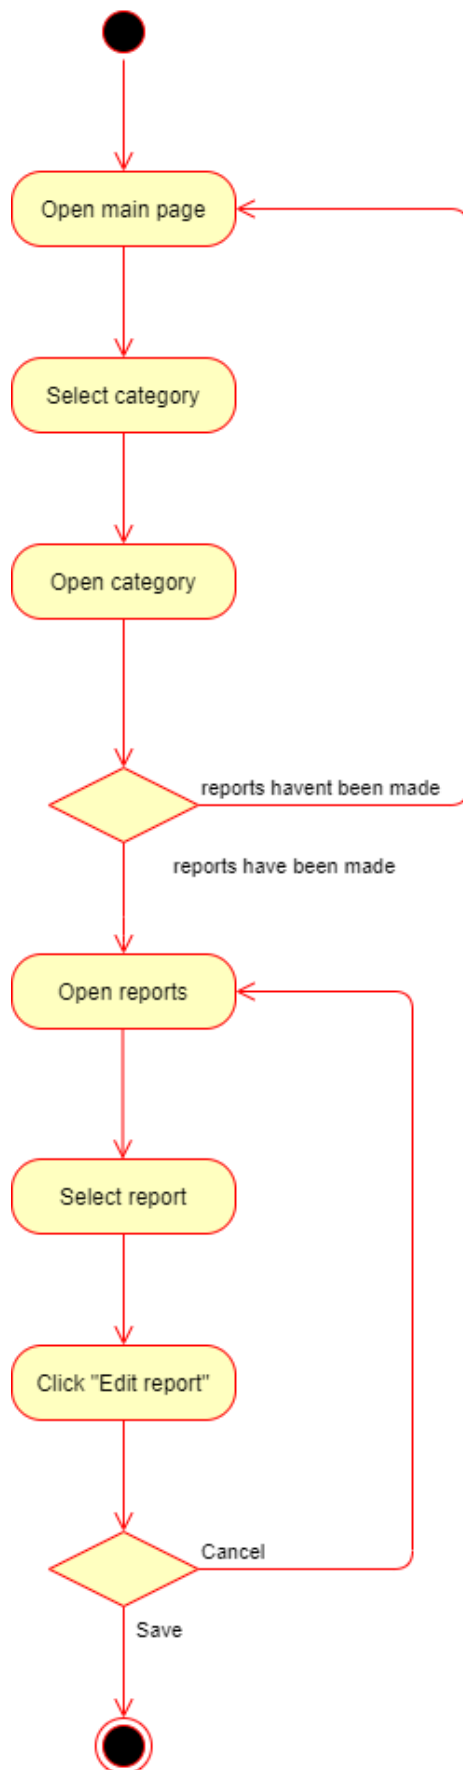 Open main page
Select category
Open category
reports havent been made
reports have been made
Open reports
Select report
Click "Edit report"
Cancel
Save